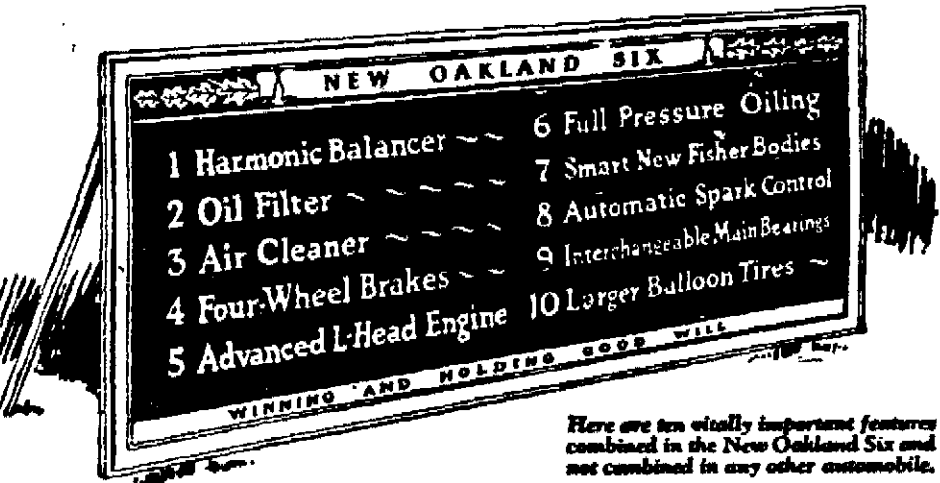 NEW OAKLAND SIX
1 Harmonic Balancer ~ ~
2 Oil Filter ~ ~ ~ ~ ~
3 Air Cleaner ~ ~ ~ ~
4 Four-Wheel Brakes ~ ~
5 Advanced L-Head Engine
6 Full Pressure Oiling
7 Smart New Fisher Bodies
8 Automatic Spark Control
9 Interchangeable Main Bearings
10 Larger Balloon Tires ~
WINNING AND HOLDING GOOD WILL
Here are ten vitally important features
combined in the New Oakland Six and
not combined in any other automobile.